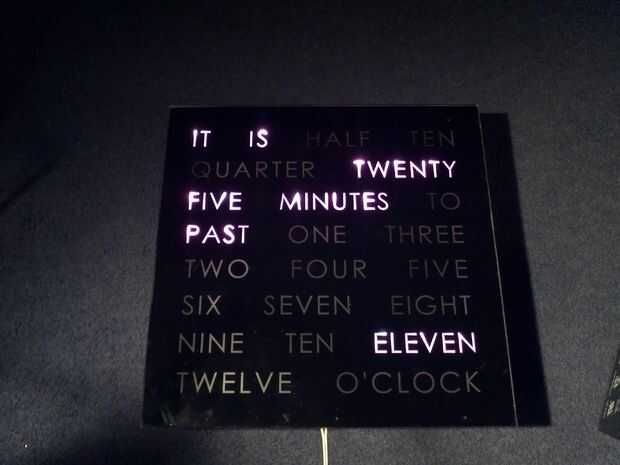 IT IS HALF TEN
QUARTER TWENTY
FIVE MINUTES TO
PAST ONE THREE
TWO FOUR FIVE
SIX SEVEN EIGHT
NINE TEN ELEVEN
TWELVE O'CLOCK